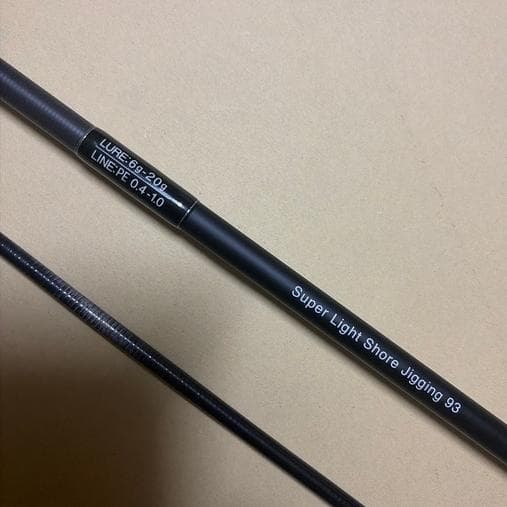 LURE:6g-20g
LINE:PE 0.4-1.0
Super Light Shore Jigging 93